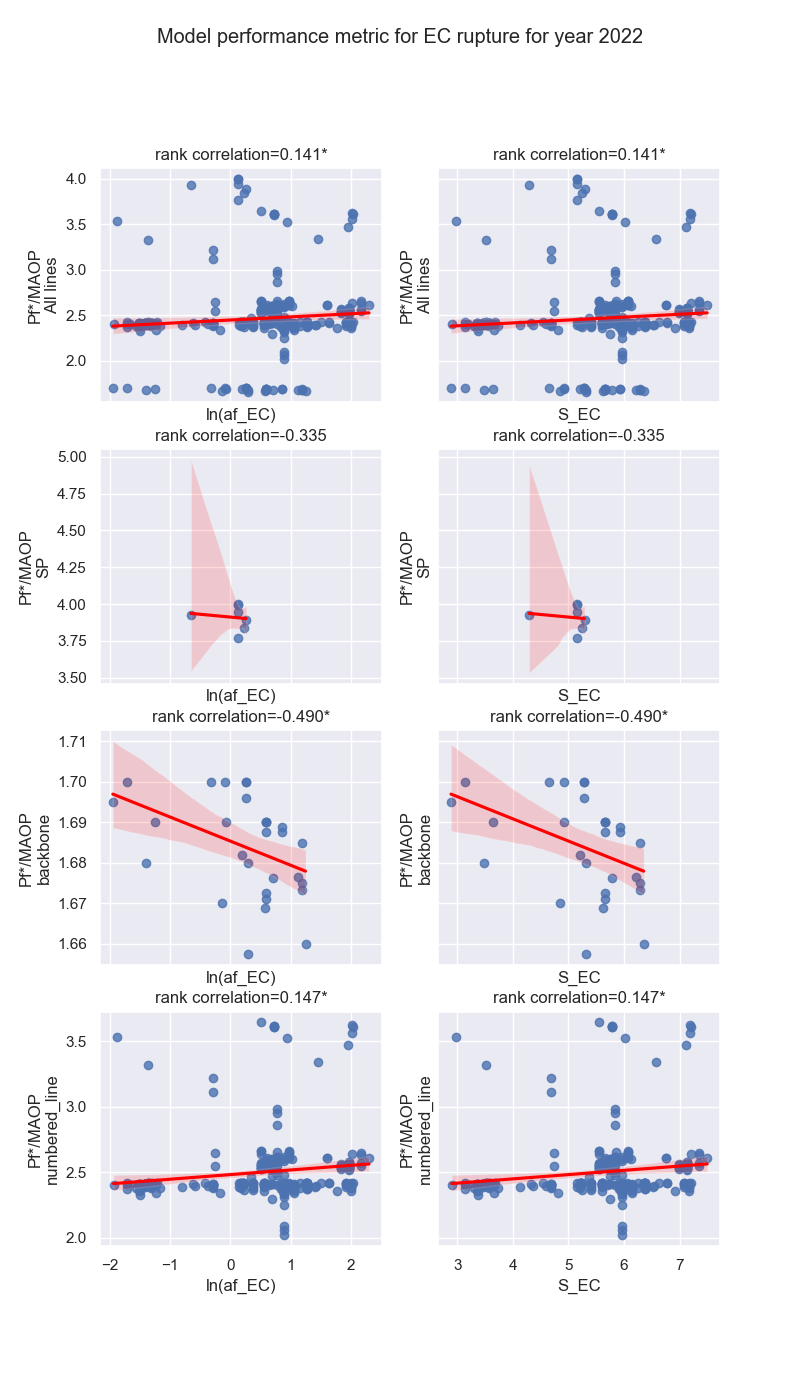 Model performance metric for EC rupture for year 2022
rank correlation=0.141*
rank correlation=0.141*
4.0
3.5
3.0
2.5
2.0
Pf*/MAOP
All lines
Pf*/MAOP
All lines
ln(af_EC)
S_EC
rank correlation=-0.335
rank correlation=-0.335
5.00
4.75
4.50
4.25
4.00
3.75
3.50
Pf*/MAOP
SP
Pf*/MAOP
SP
ln(af_EC)
S_EC
rank correlation=-0.490*
rank correlation=-0.490*
1.71
1.70
1.69
1.68
1.67
1.66
Pf*/MAOP
backbone
Pf*/MAOP
backbone
ln(af_EC)
S_EC
rank correlation=0.147*
rank correlation=0.147*
3.5
3.0
2.5
2.0
Pf*/MAOP
numbered_line
Pf*/MAOP
numbered_line
−2 −1 0 1 2
3 4 5 6 7
ln(af_EC)
S_EC